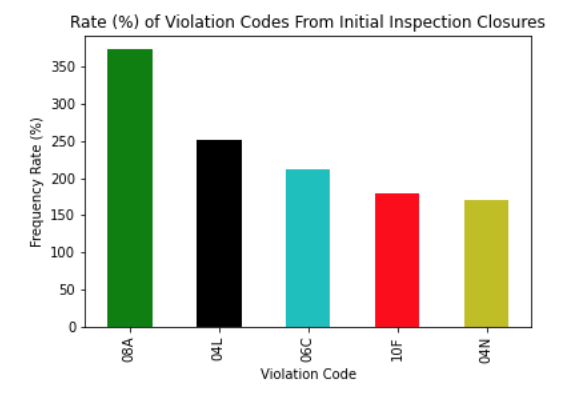 Rate (%) of Violation Codes From Initial Inspection Closures
Frequency Rate (%)
350
300
250
200
150
100
50
0
08A
04L
06C
10F
04N
Violation Code